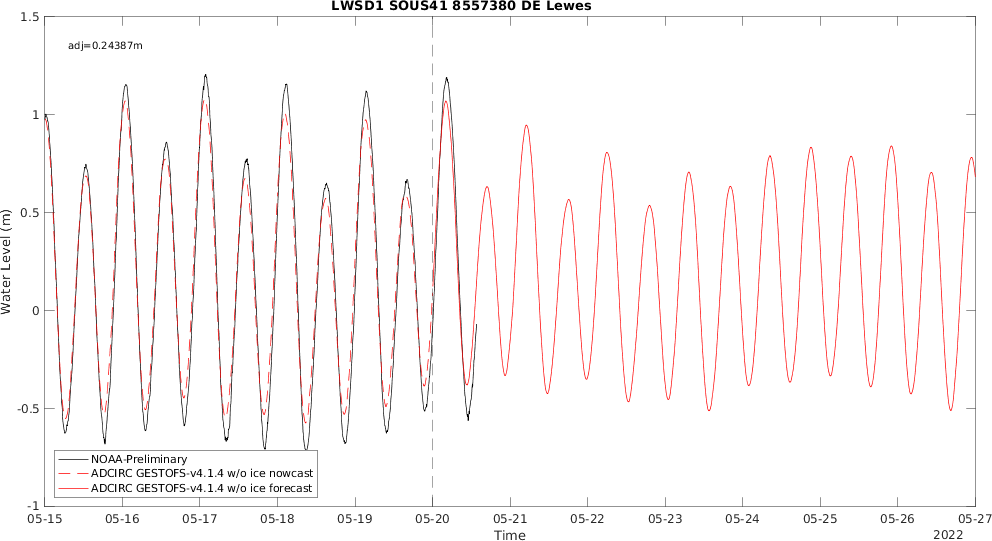 LWSD1 SOUS41 8557380 DE Lewes
adj=0.24387m
1.5
1
0.5
0
-0.5
-1
Water Level (m)
NOAA-Preliminary
ADCIRC GESTOFS-v4.1.4 w/o ice nowcast
ADCIRC GESTOFS-v4.1.4 w/o ice forecast
05-15 05-16 05-17 05-18 05-19 05-20 05-21 05-22 05-23 05-24 05-25 05-26 05-27
Time
2022